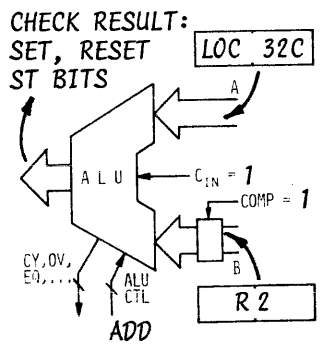 CHECK RESULT:
SET, RESET
ST BITS
LOC 32C
A
ALU
C_IN = 1
COMP = 1
CY, OV,
EQ, ...
ALU
CTL
B
R2
ADD